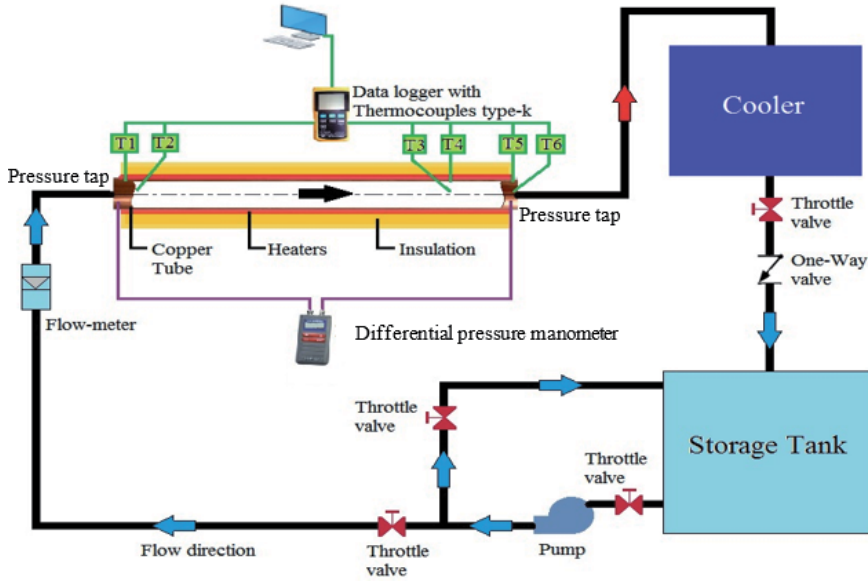 Data logger with
Thermocouples type-k
Cooler
T1
T2
T3
T4
T5
T6
Pressure tap
Pressure tap
Throttle
valve
Copper
Tube
Heaters
Insulation
One-Way
valve
Flow-meter
Differential pressure manometer
Throttle
valve
Storage Tank
Throttle
valve
Flow direction
Throttle
valve
Pump